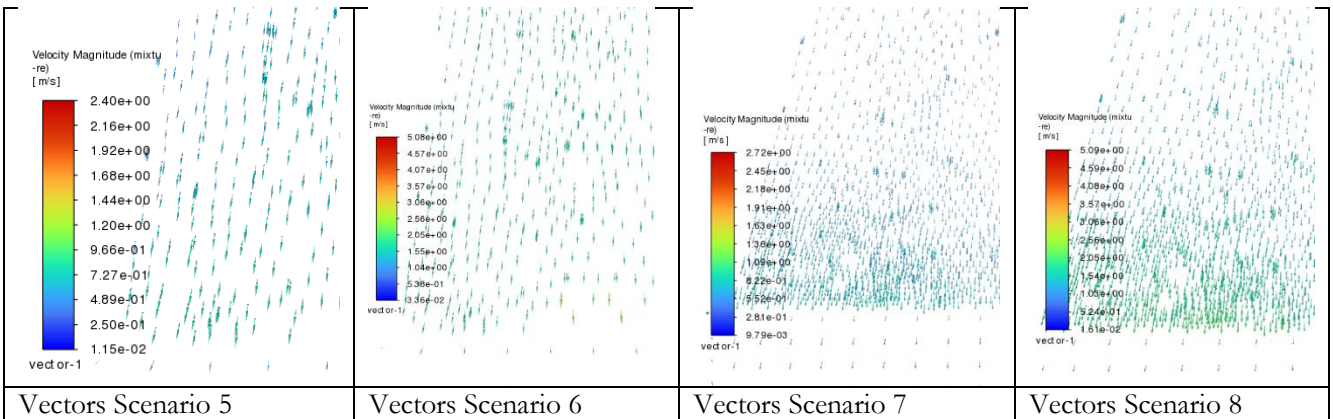 Velocity Magnitude (mixtu
-re)
[ m/s ]
2.40e+00
2.16e+00
1.92e+00
1.68e+00
1.44e+00
1.20e+00
9.66e-01
7.27e-01
4.89e-01
2.50e-01
1.15e-02
vector-1
Velocity Magnitude (mixtu
-re)
[ m/s ]
5.08e+00
4.57e+00
4.07e+00
3.57e+00
3.06e+00
2.56e+00
2.05e+00
1.55e+00
1.04e+00
5.38e-01
3.36e-02
vector-1
Velocity Magnitude (mixtu
-re)
[ m/s ]
2.72e+00
2.45e+00
2.18e+00
1.91e+00
1.63e+00
1.36e+00
1.09e+00
8.22e-01
5.52e-01
2.81e-01
9.79e-03
vector-1
Velocity Magnitude (mixtu
-re)
[ m/s ]
5.09e+00
4.59e+00
4.08e+00
3.57e+00
3.06e+00
2.56e+00
2.05e+00
1.54e+00
1.03e+00
5.24e-01
1.61e-02
vector-1
Vectors Scenario 5
Vectors Scenario 6
Vectors Scenario 7
Vectors Scenario 8